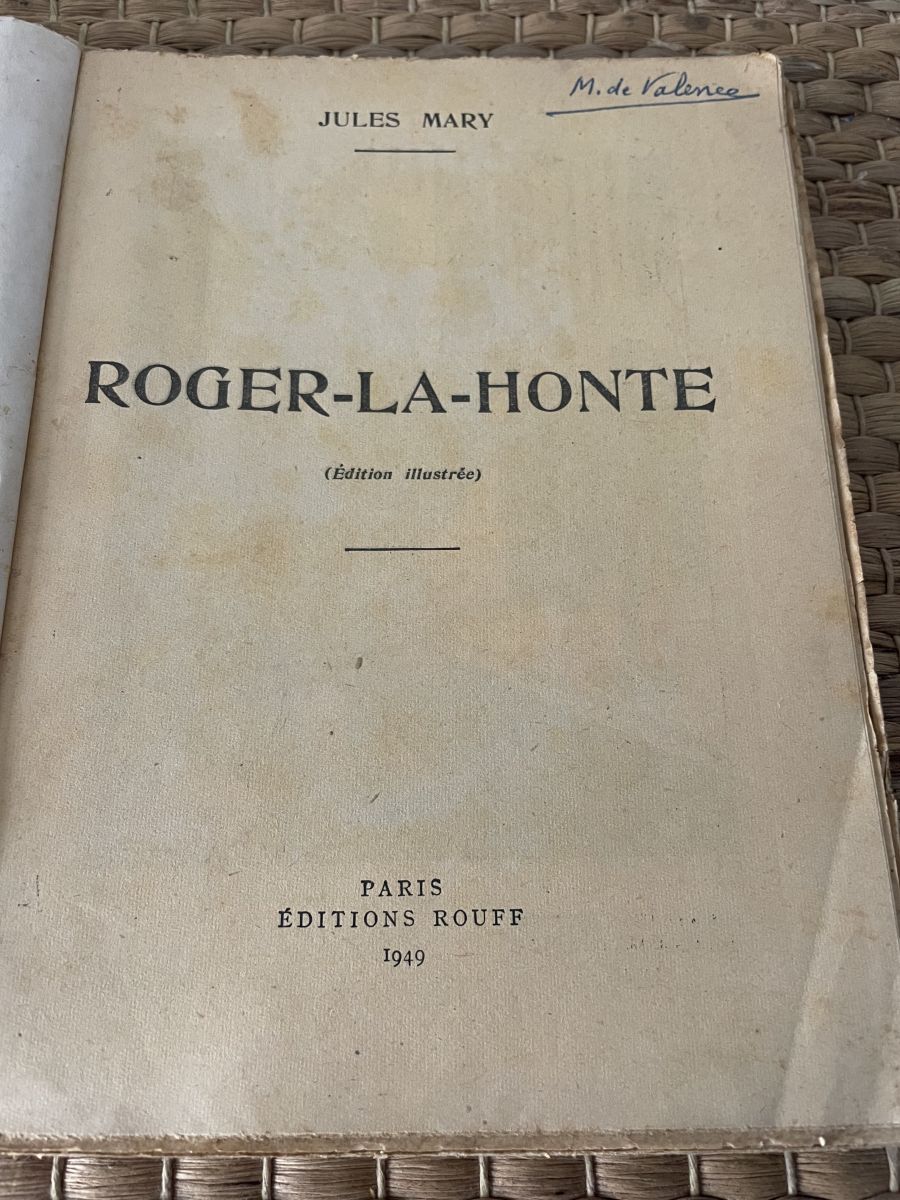 M. de Valence
JULES MARY
ROGER-LA-HONTE
(Édition illustrée)
PARIS
ÉDITIONS ROUFF
1949